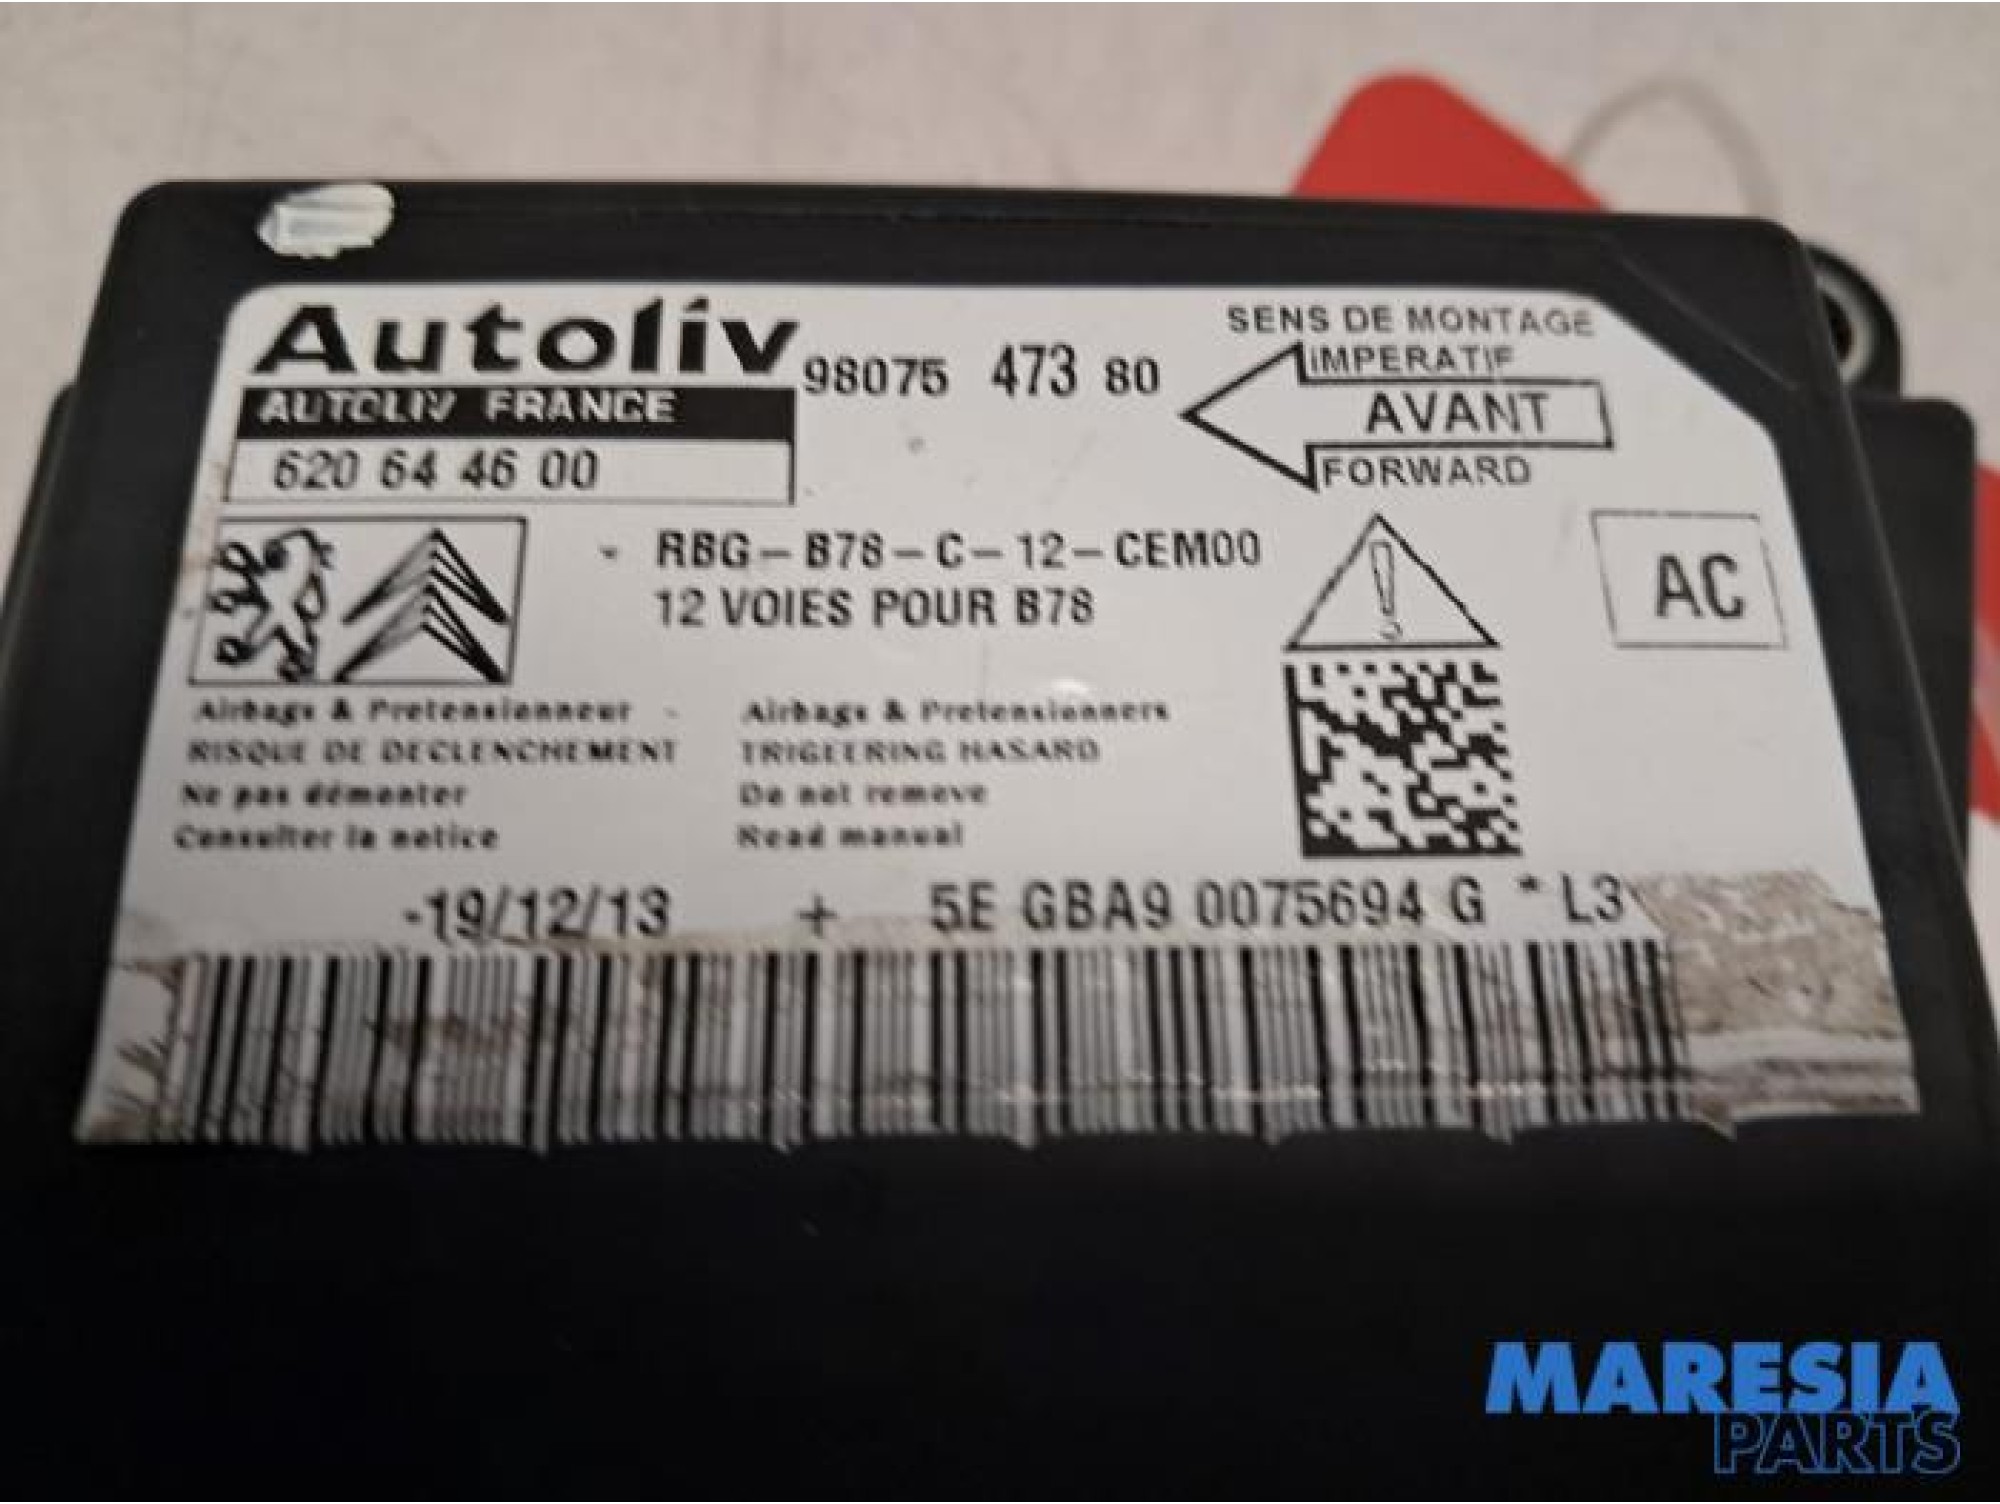 Autoliv
98075 473 80
AUTOLIV FRANCE
620 64 46 00
SENS DE MONTAGE
IMPERATIF
AVANT
FORWARD
- RBG-B78-C-12-CEM00
12 VOIES POUR B78
AC
Airbags & Pretensionneur -
RISQUE DE DECLENCHEMENT
Ne pas démonter
Consulter la notice
Airbags & Pretensionners
TRIGEERING HASARD
Do not remove
Read manual
-19/12/13 + 5E GBA9 0075694 G * L3
MARESIA
PARTS